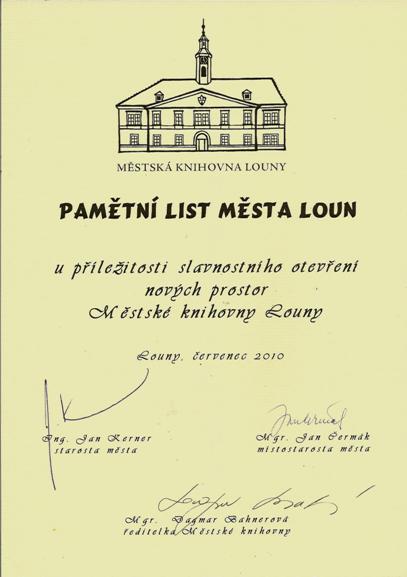 MĚSTSKÁ KNIHOVNA LOUNY
PAMĚTNÍ LIST MĚSTA LOUN
u příležitosti slavnostního otevření
nových prostor
Městské knihovny Louny
Louny, červenec 2010
Ing. Jan Kerner
starosta města
Mgr. Jan Čermák
místostarosta města
Mgr. Dagmar Bahnerová
ředitelka Městské knihovny